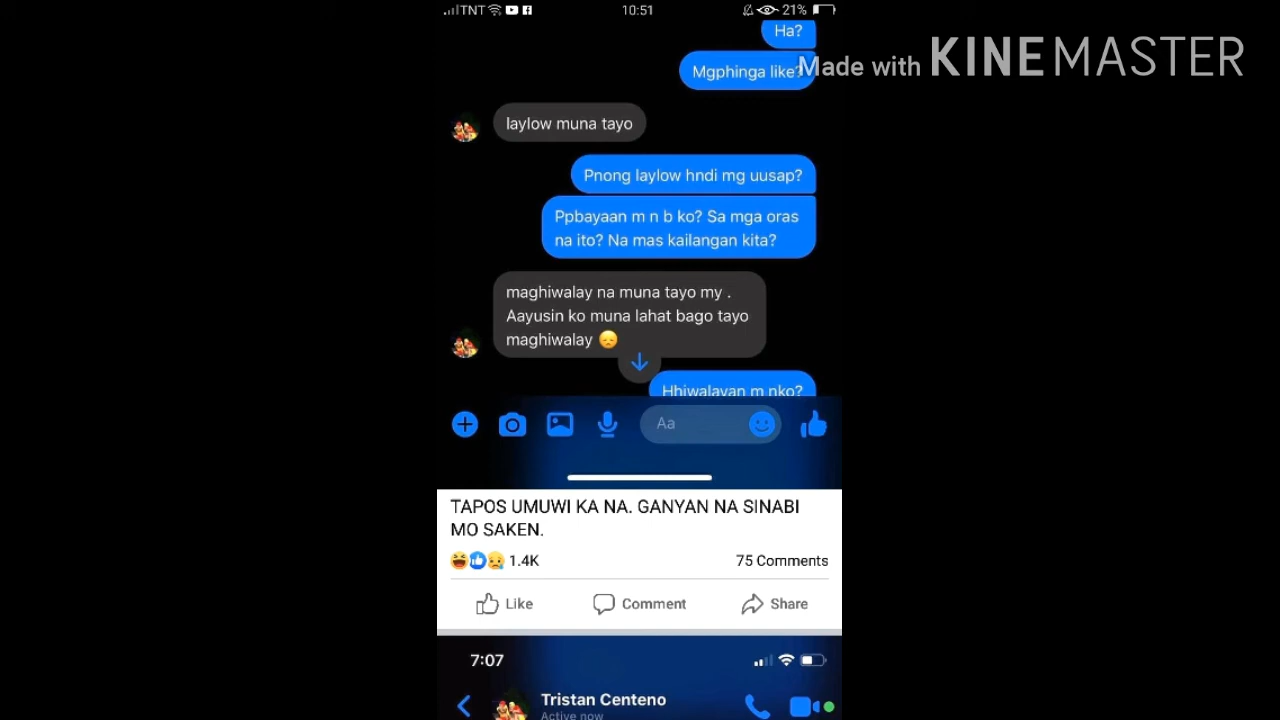 TNT
10:51
21%
Ha?
Mgphinga like?
Made with KINEMASTER
laylow muna tayo
Pnong laylow hndi mg uusap?
Ppbayaan m n b ko? Sa mga oras
na ito? Na mas kailangan kita?
maghiwalay na muna tayo my .
Aayusin ko muna lahat bago tayo
maghiwalay 😞
Hhiwalayan m nko?
Aa
TAPOS UMUWI KA NA. GANYAN NA SINABI
MO SAKEN.
1.4K
75 Comments
Like
Comment
Share
7:07
Tristan Centeno
Active now